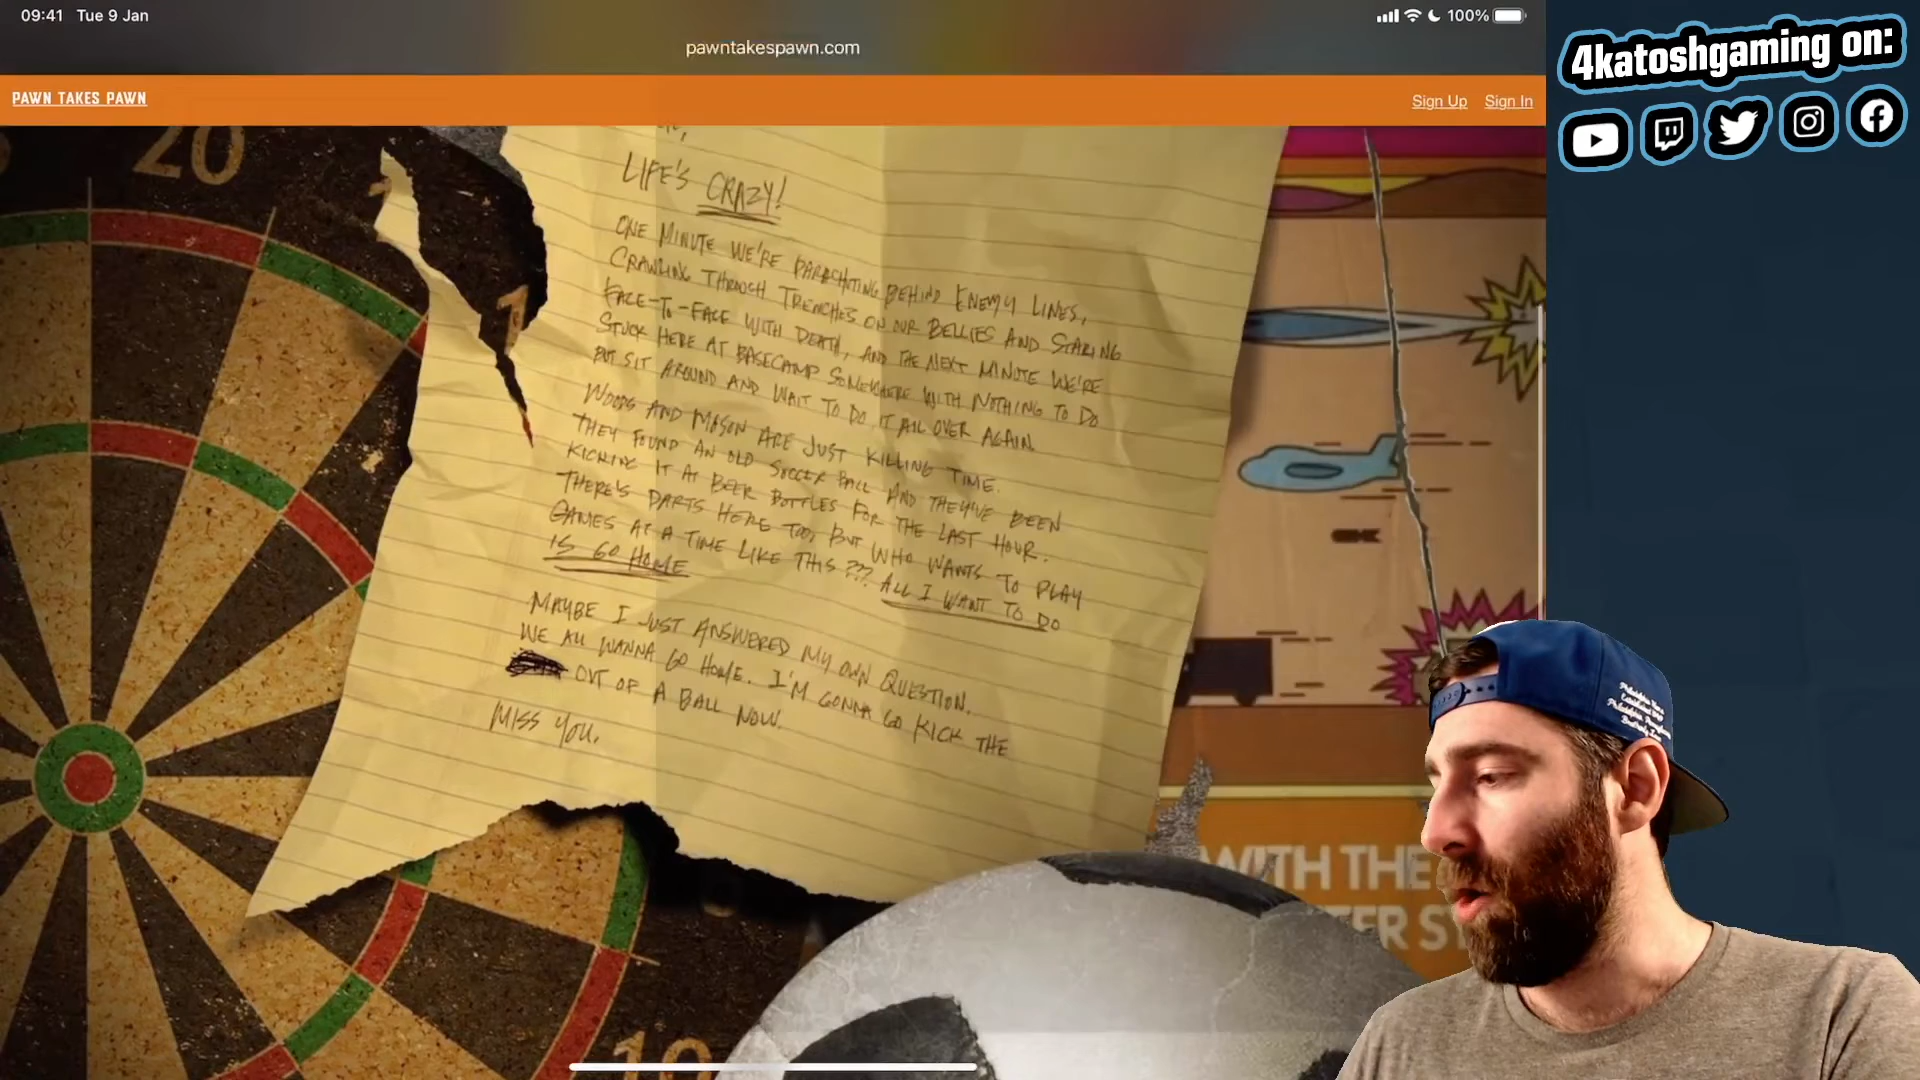 09:41 Tue 9 Jan
100%
pawntakespawn.com
PAWN TAKES PAWN
Sign Up Sign In
4katoshgaming on:
20
LIFE'S CRAZY!
ONE MINUTE WE'RE PARACHUTING BEHIND ENEMY LINES,
CRAWLING THROUGH TRENCHES ON OUR BELLIES AND STARING
FACE-TO-FACE WITH DEATH, AND THE NEXT MINUTE WE'RE
STUCK HERE AT BASECAMP SOMEWHERE WITH NOTHING TO DO
BUT SIT AROUND AND WAIT TO DO IT ALL OVER AGAIN.
WOODS AND MASON ARE JUST KILLING TIME.
THEY FOUND AN OLD SOCCER BALL AND THEY'VE BEEN
KICKING IT AT BEER BOTTLES FOR THE LAST HOUR.
THERE'S DARTS HERE TOO, BUT WHO WANTS TO PLAY
GAMES AT A TIME LIKE THIS??? ALL I WANT TO DO
IS GO HOME
MAYBE I JUST ANSWERED MY OWN QUESTION.
WE ALL WANNA GO HOME. I'M GONNA GO KICK THE
OUT OF A BALL NOW.
MISS YOU.
WITH THE
10